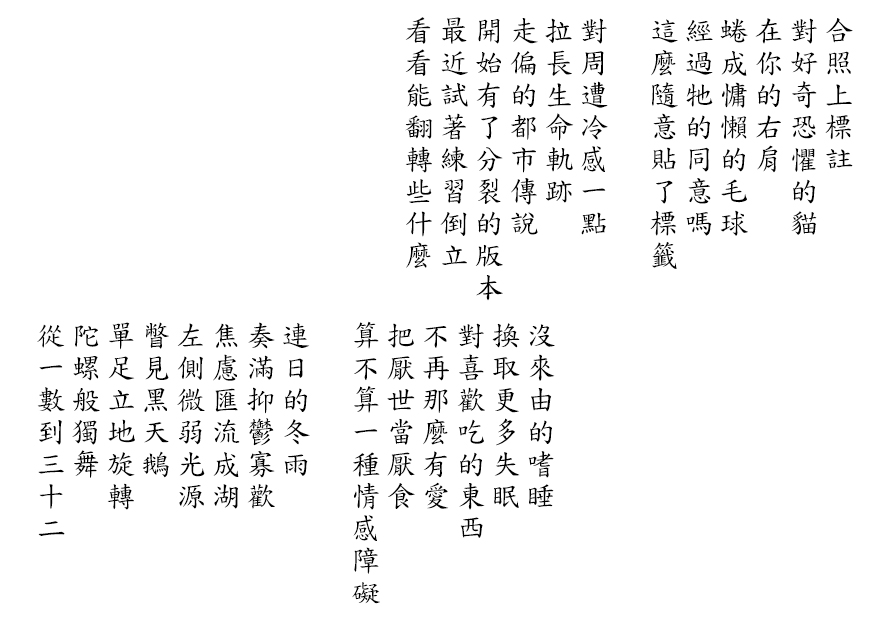 合照上標註
對好奇恐懼的貓
在你的右肩
蜷成慵懶的毛球
經過牠的同意嗎
這麼隨意貼了標籤
對周遭冷感一點
拉長生命軌跡
走偏的都市傳說
開始有了分裂的版本
最近試著練習倒立
看看能翻轉些什麼
沒來由的嗜睡
換取更多失眠
對喜歡吃的東西
不再那麼有愛
把厭世當厭食
算不算一種情感障礙
連日的冬雨
奏滿抑鬱寡歡
焦慮匯流成湖
左側微弱光源
瞥見黑天鵝
單足立地旋轉
陀螺般獨舞
從一數到三十二